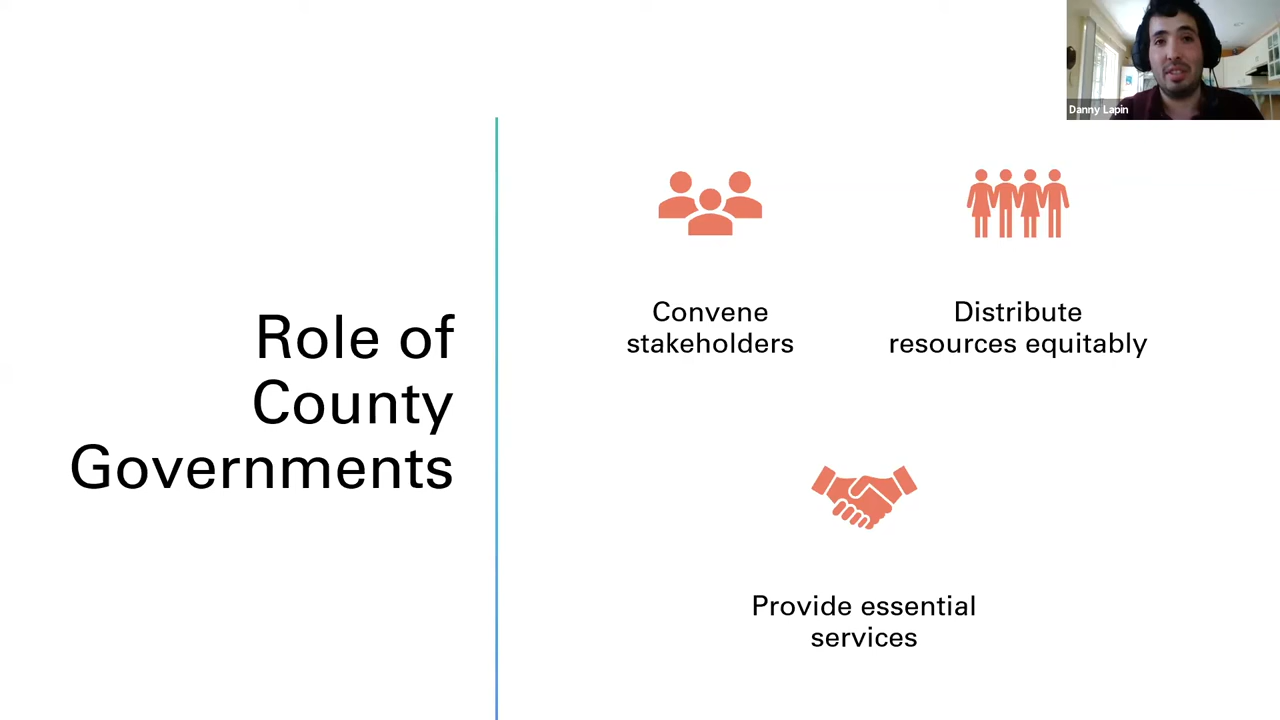 Danny Lapin
Role of
County
Governments
Convene
stakeholders
Distribute
resources equitably
Provide essential
services